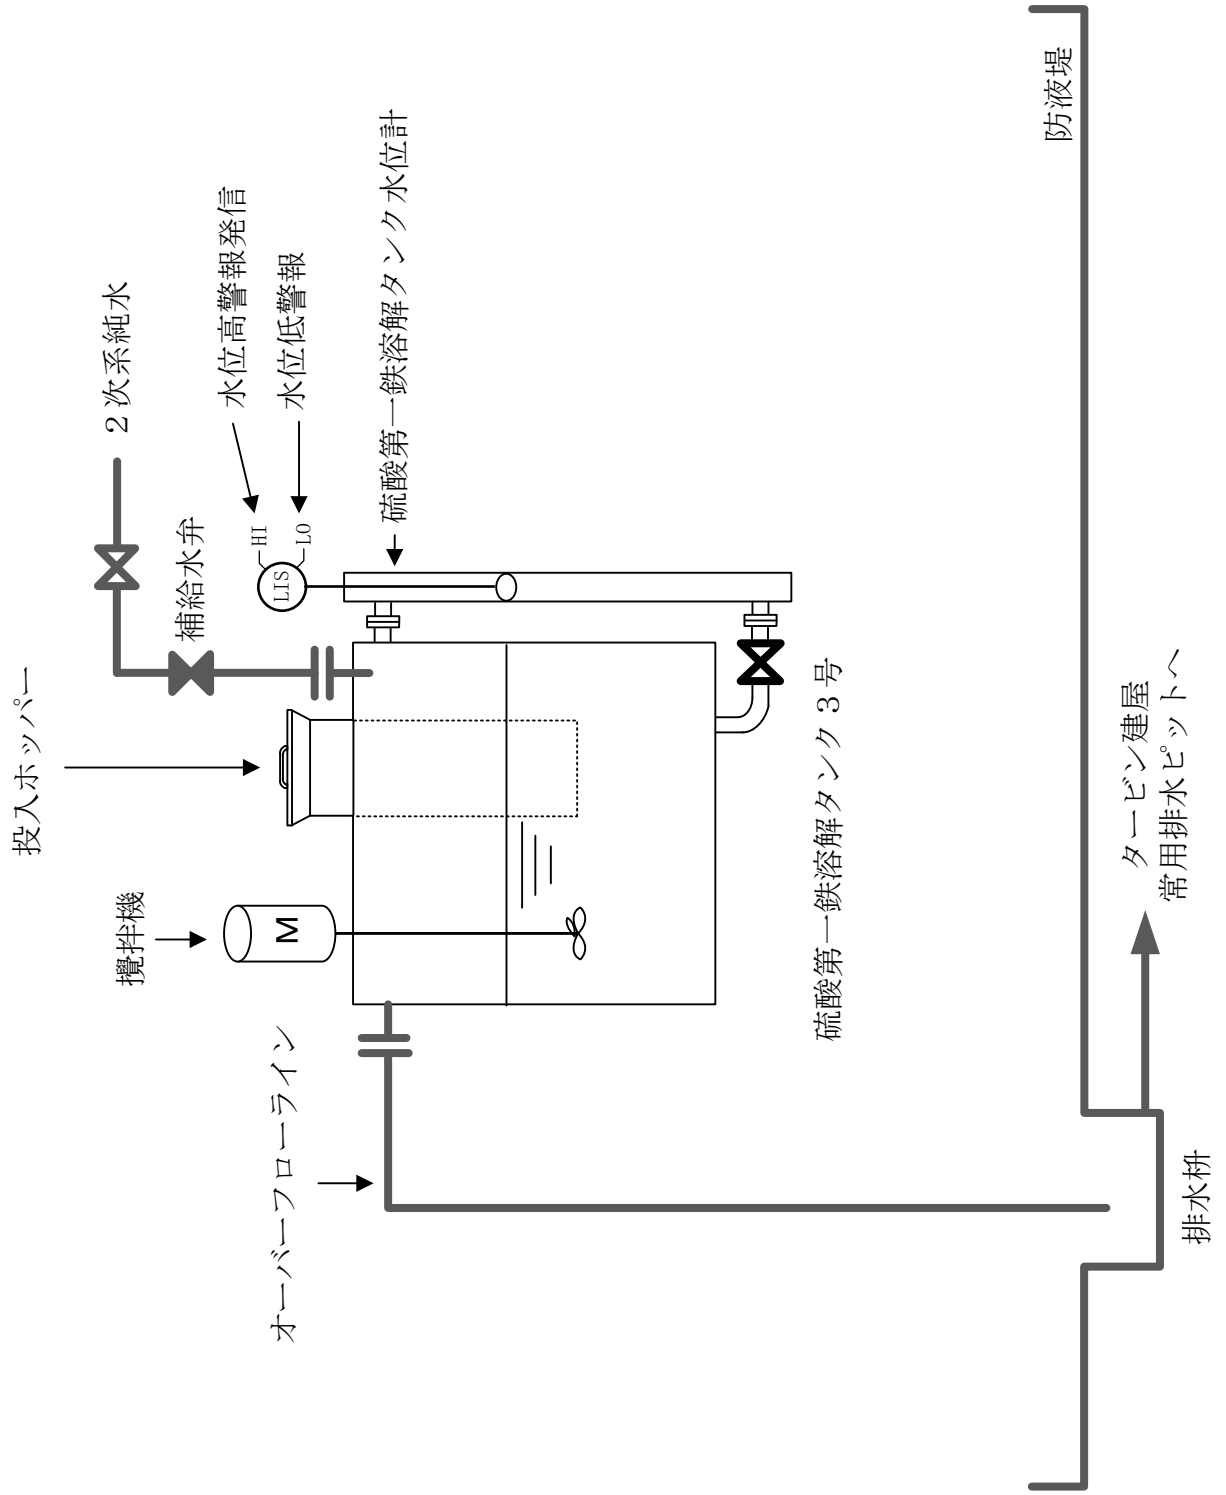 投入ホッパー
攪拌機
M
オーバーフローライン
2次系純水
補給水弁
水位高警報発信
水位低警報
HI
LO
LIS
硫酸第一鉄溶解タンク水位計
硫酸第一鉄溶解タンク3号
防液堤
タービン建屋
常用排水ピットへ
排水枡